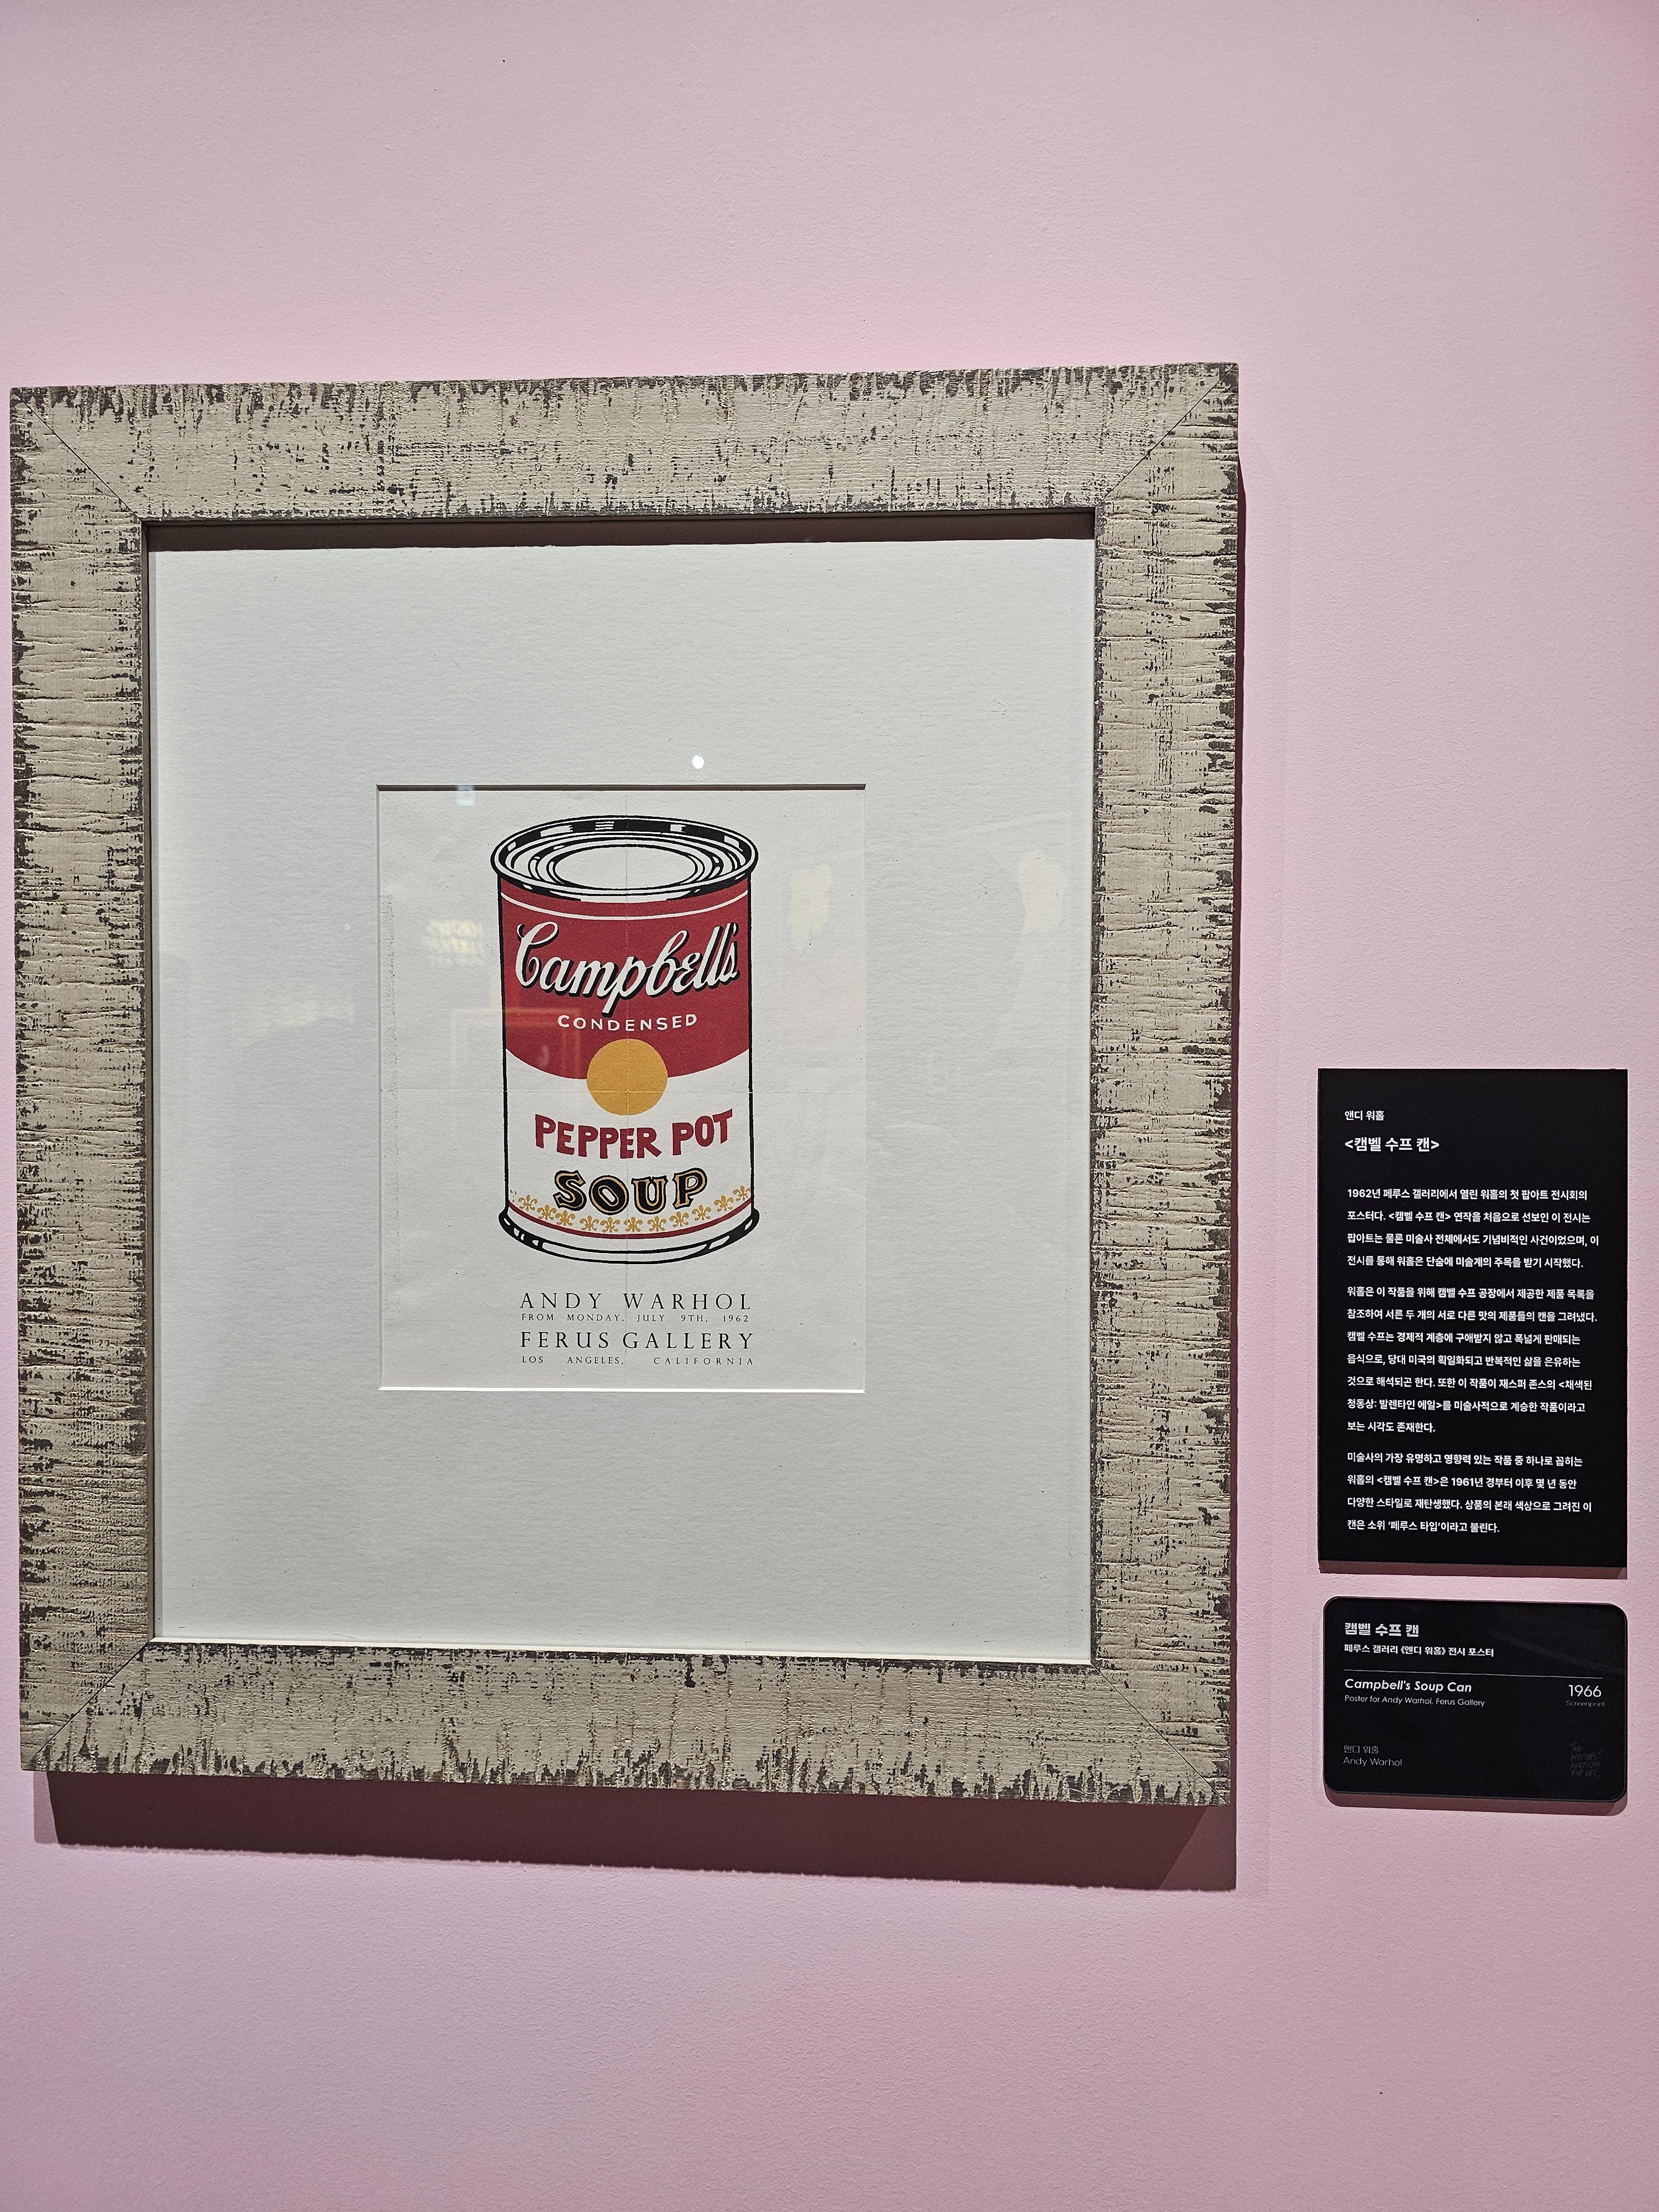 Campbell's
CONDENSED
PEPPER POT
SOUP
ANDY WARHOL
FROM MONDAY, JULY 9TH, 1962
FERUS GALLERY
LOS ANGELES, CALIFORNIA
앤디 워홀
<캠벨 수프 캔>
1962년 페루스 갤러리에서 열린 워홀의 첫 팝아트 전시회의
포스터다. <캠벨 수프 캔> 연작을 처음으로 선보인 이 전시는
팝아트는 물론 미술사 전체에서도 기념비적인 사건이었으며, 이
전시를 통해 워홀은 단숨에 미술계의 주목을 받기 시작했다.
워홀은 이 작품을 위해 캠벨 수프 공장에서 제공한 제품 목록을
참조하여 서른 두 개의 서로 다른 맛의 제품들의 캔을 그려냈다.
캠벨 수프는 경제적 계층에 구애받지 않고 폭넓게 판매되는
음식으로, 당대 미국의 획일화되고 반복적인 삶을 은유하는
것으로 해석되곤 한다. 또한 이 작품이 재스퍼 존스의 <채색된
청동상: 발렌타인 에일>를 미술사적으로 계승한 작품이라고
보는 시각도 존재한다.
미술사의 가장 유명하고 영향력 있는 작품 중 하나로 꼽히는
워홀의 <캠벨 수프 캔>은 1961년 경부터 이후 몇 년 동안
다양한 스타일로 재탄생했다. 상품의 본래 색상으로 그려진 이
캔은 소위 '페루스 타입'이라고 불린다.
캠벨 수프 캔
페루스 갤러리 《앤디 워홀》 전시 포스터
Campbell's Soup Can
1966
Poster for Andy Warhol, Ferus Gallery
Screenprint
앤디 워홀
Andy Warhol